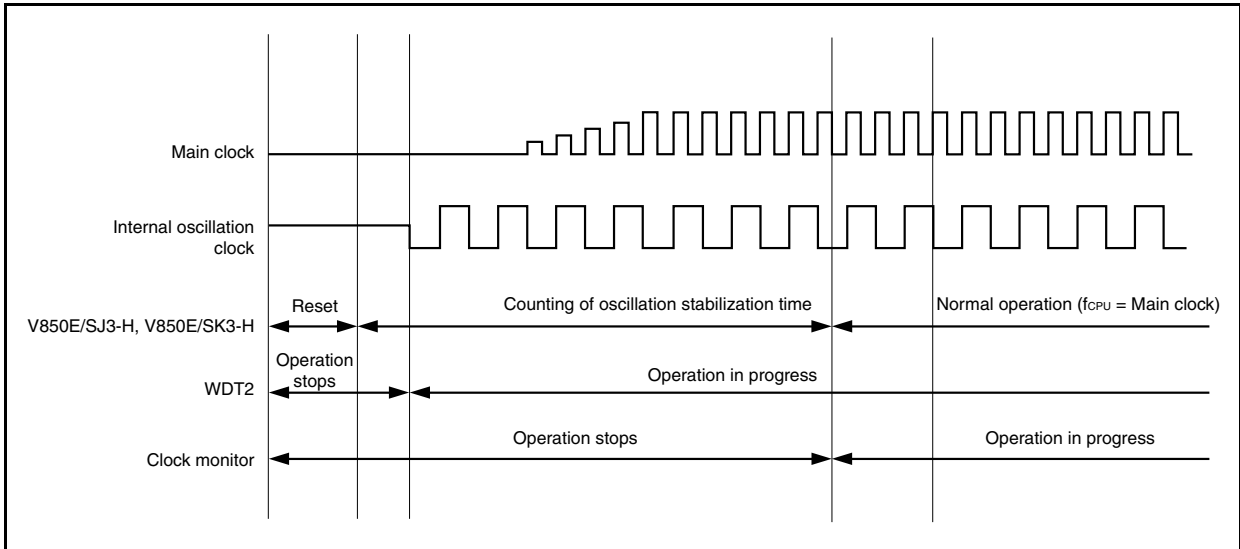 Main clock
Internal oscillation
clock
Reset
Counting of oscillation stabilization time
Normal operation (fCPU = Main clock)
V850E/SJ3-H, V850E/SK3-H
Operation
stops
Operation in progress
WDT2
Operation stops
Operation in progress
Clock monitor